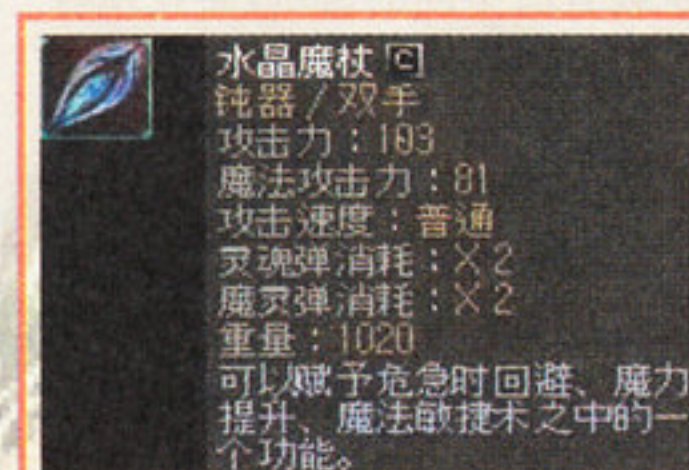 水晶魔杖 C
钝器 / 双手
攻击力：103
魔法攻击力：81
攻击速度：普通
灵魂弹消耗：X 2
魔灵弹消耗：X 2
重量：1020
可以赋予危急时回避、魔力
提升、魔法敏捷术之中的一
个功能。